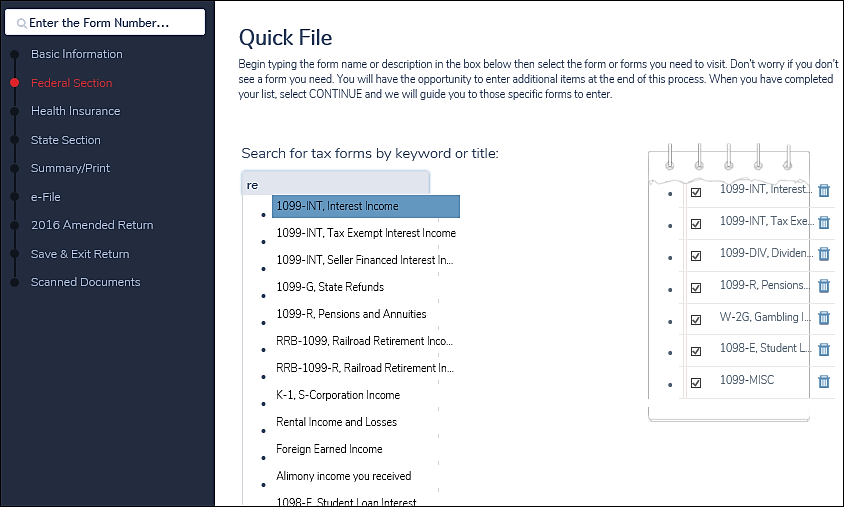 Enter the Form Number...
Basic Information
Federal Section
Health Insurance
State Section
Summary/Print
e-File
2016 Amended Return
Save & Exit Return
Scanned Documents
Quick File
Begin typing the form name or description in the box below then select the form or forms you need to visit. Don't worry if you don't
see a form you need. You will have the opportunity to enter additional items at the end of this process. When you have completed
your list, select CONTINUE and we will guide you to those specific forms to enter.
Search for tax forms by keyword or title:
re
1099-INT, Interest Income
1099-INT, Tax Exempt Interest Income
1099-INT, Seller Financed Interest In...
1099-G, State Refunds
1099-R, Pensions and Annuities
RRB-1099, Railroad Retirement Inco...
RRB-1099-R, Railroad Retirement In...
K-1, S-Corporation Income
Rental Income and Losses
Foreign Earned Income
Alimony income you received
1098-E, Student Loan Interest
1099-INT, Interest...
1099-INT, Tax Exe...
1099-DIV, Dividen...
1099-R, Pensions...
W-2G, Gambling I...
1098-E, Student L...
1099-MISC